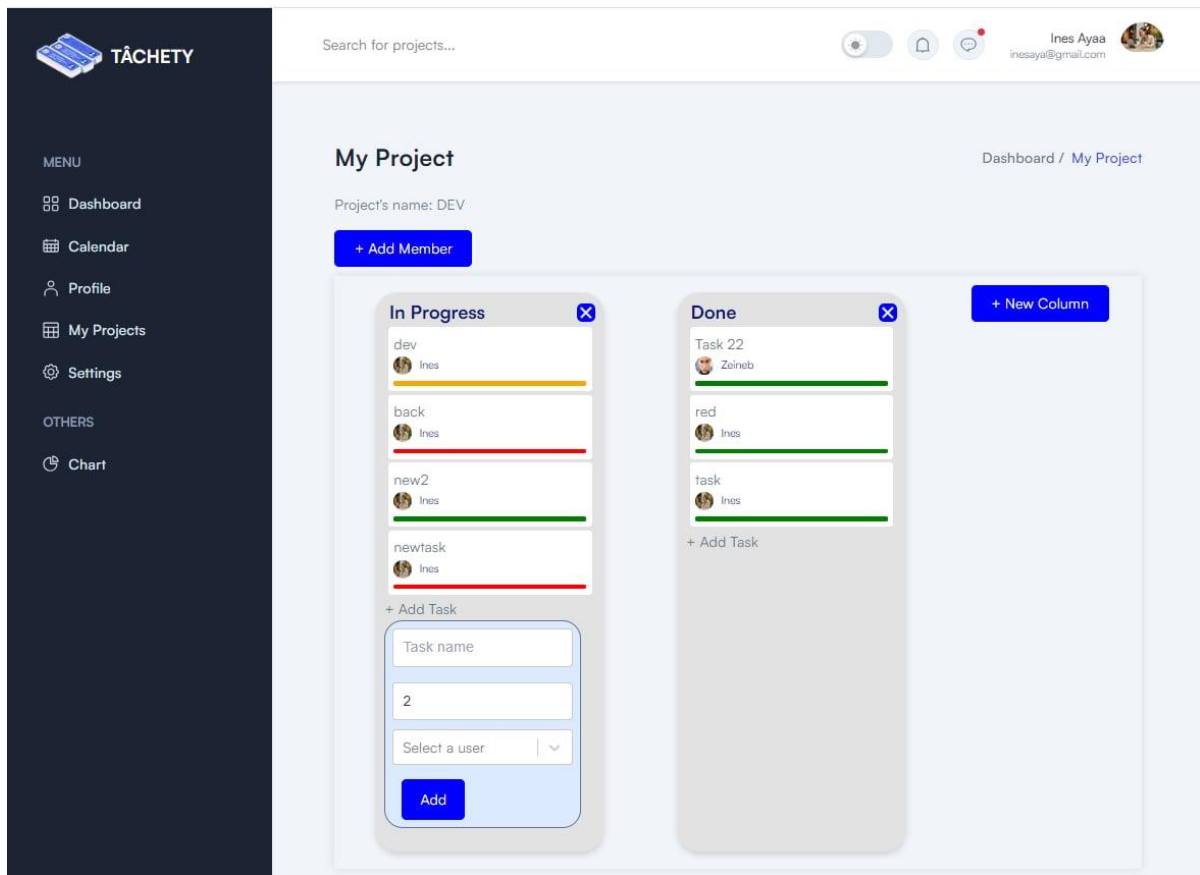 TÂCHETY
Search for projects...
Ines Ayaa
inesaya@gmail.com
MENU
Dashboard
Calendar
Profile
My Projects
Settings
OTHERS
Chart
My Project
Dashboard / My Project
Project's name: DEV
+ Add Member
+ New Column
In Progress
dev
Ines
back
Ines
new2
Ines
newtask
Ines
+ Add Task
Task name
2
Select a user
Add
Done
Task 22
Zeineb
red
Ines
task
Ines
+ Add Task